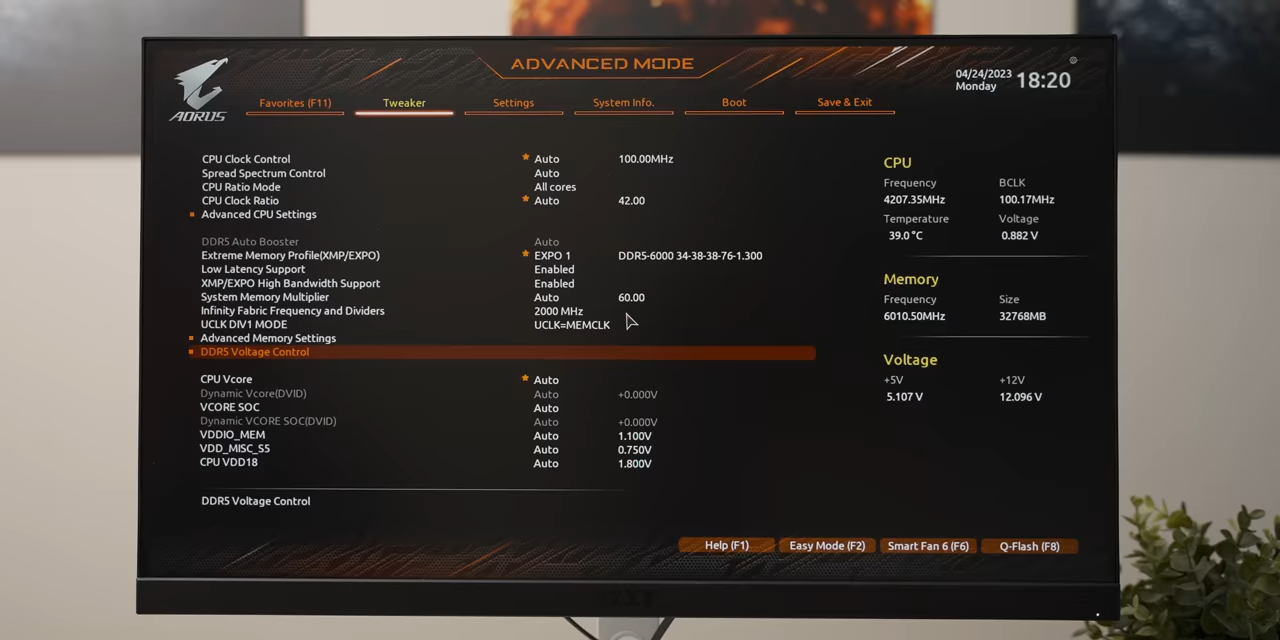 ADVANCED MODE
AORUS
04/24/2023
Monday
18:20
Favorites (F11) Tweaker Settings System Info. Boot Save & Exit
CPU Clock Control Auto 100.00MHz
Spread Spectrum Control Auto
CPU Ratio Mode All cores
CPU Clock Ratio Auto 42.00
Advanced CPU Settings
DDR5 Auto Booster Auto
Extreme Memory Profile(XMP/EXPO) EXPO 1 DDR5-6000 34-38-38-76-1.300
Low Latency Support Enabled
XMP/EXPO High Bandwidth Support Enabled
System Memory Multiplier Auto 60.00
Infinity Fabric Frequency and Dividers 2000 MHz
UCLK DIV1 MODE UCLK=MEMCLK
Advanced Memory Settings
DDR5 Voltage Control
CPU Vcore Auto
Dynamic Vcore(DVID) Auto +0.000V
VCORE SOC Auto
Dynamic VCORE SOC(DVID) Auto +0.000V
VDDIO_MEM Auto 1.100V
VDD_MISC_S5 Auto 0.750V
CPU VDD18 Auto 1.800V
DDR5 Voltage Control
CPU
Frequency BCLK
4207.35MHz 100.17MHz
Temperature Voltage
39.0 °C 0.882 V
Memory
Frequency Size
6010.50MHz 32768MB
Voltage
+5V +12V
5.107 V 12.096 V
Help (F1) Easy Mode (F2) Smart Fan 6 (F6) Q-Flash (F8)